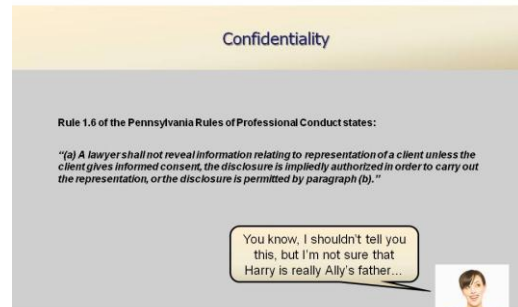 Confidentiality
Rule 1.6 of the Pennsylvania Rules of Professional Conduct states:
“(a) A lawyer shall not reveal information relating to representation of a client unless the
client gives informed consent, the disclosure is impliedly authorized in order to carry out
the representation, or the disclosure is permitted by paragraph (b).”
You know, I shouldn’t tell you
this, but I’m not sure that
Harry is really Ally’s father…